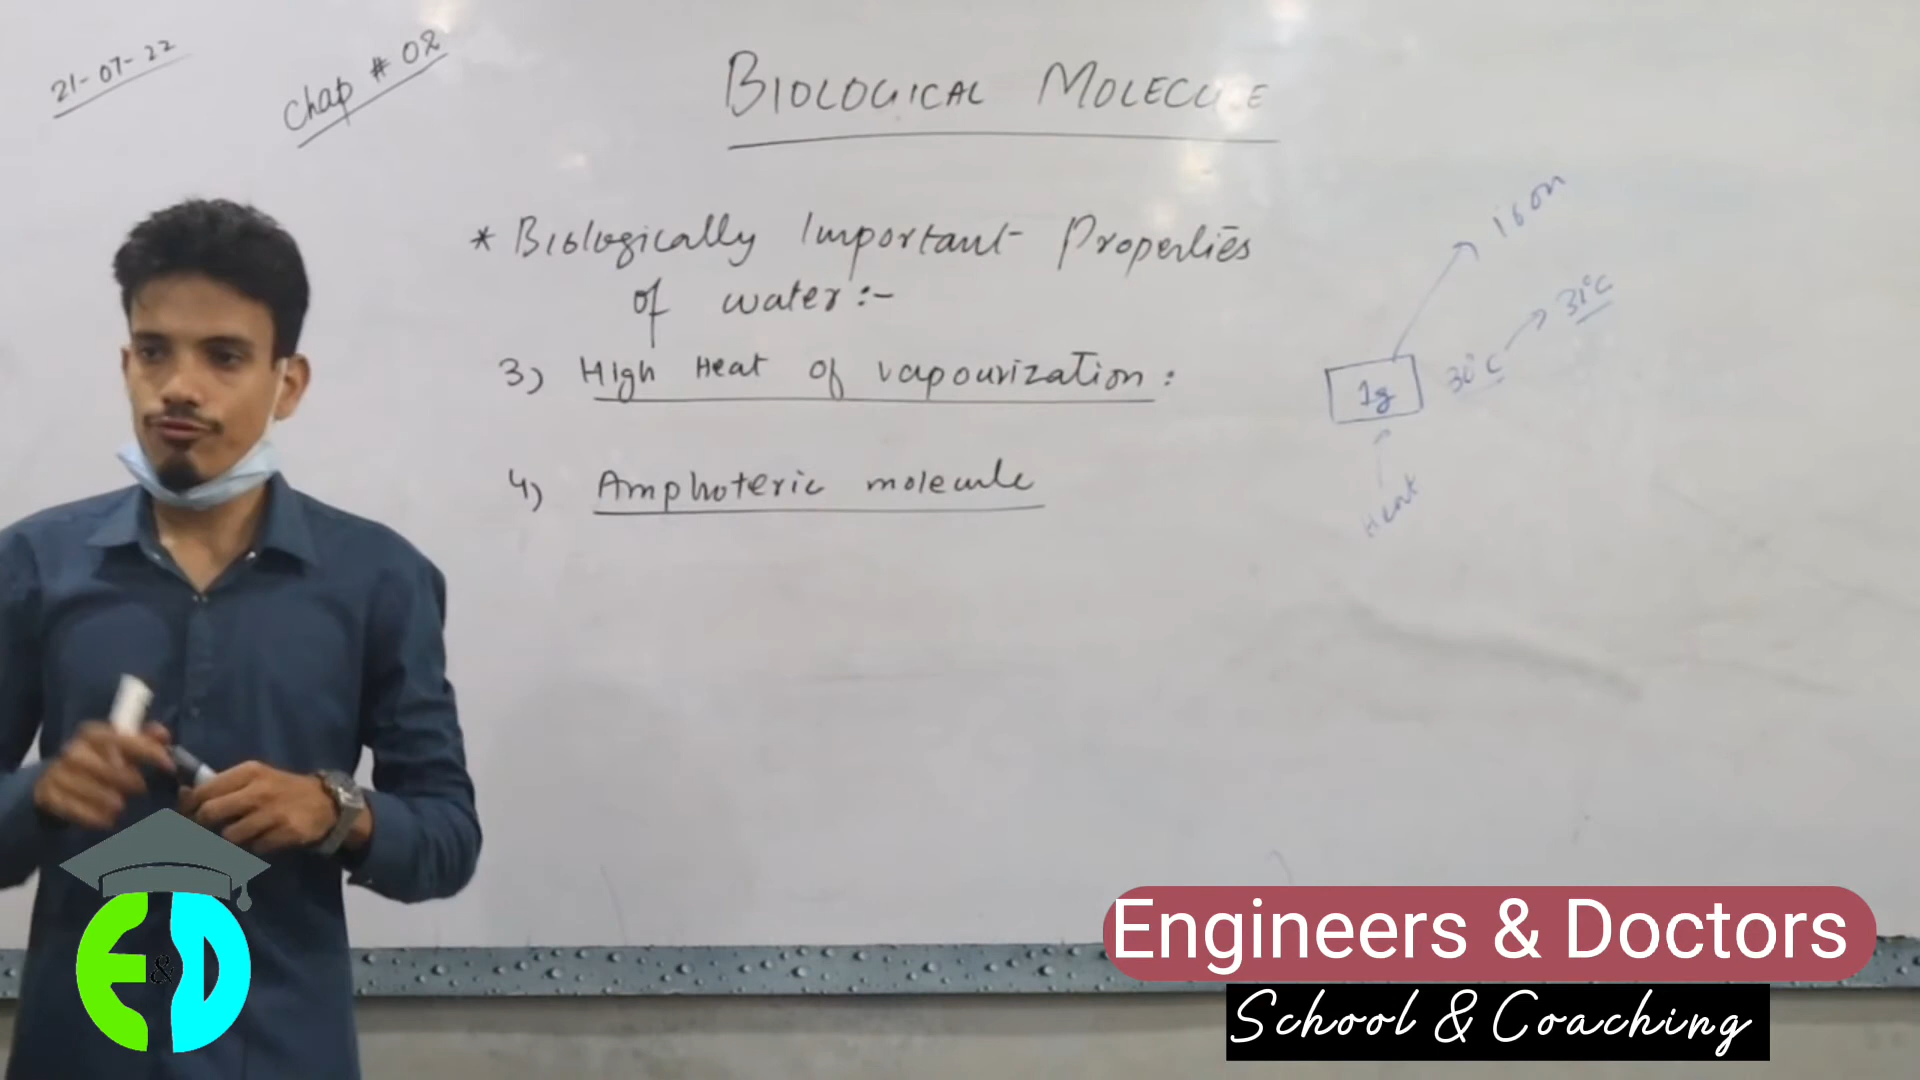 21-07-22
Chap # 02
BIOLOGICAL MOLECULE
* Biologically Important Properties
of water :-
3) High Heat of vapourization :
4) Amphoteric molecule
1g
30°C
31°C
Heat
E&D
Engineers & Doctors
School & Coaching